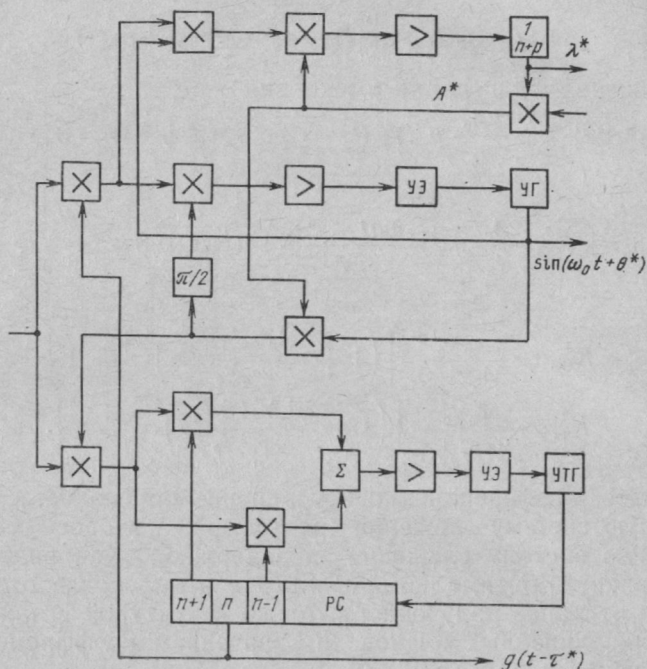 × × > 1/(n+p) λ*
A* ×
× × > УЭ УГ
sin(ω₀t+θ*)
π/2
×
×
× Σ > УЭ УТГ
×
n+1 n n-1 РС
g(t-τ*)